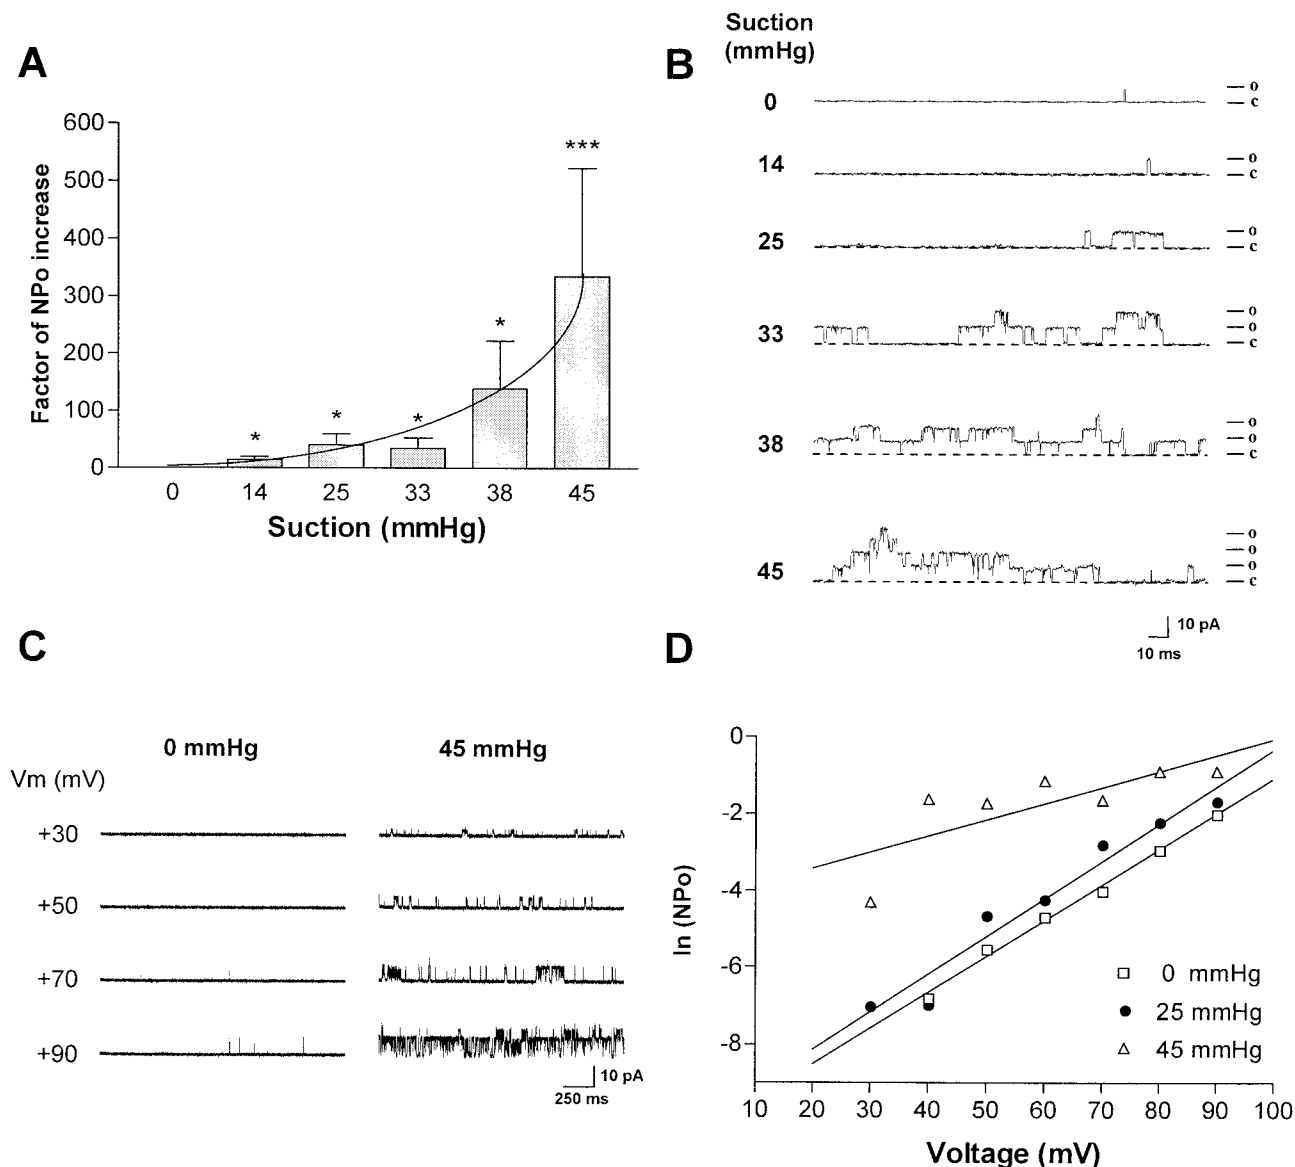 A
600
500
400
300
200
100
0
Factor of NPo increase
*
*
*
*
***
0 14 25 33 38 45
Suction (mmHg)
B
Suction
(mmHg)
0
o
c
14
o
c
25
o
c
33
o
o
c
38
o
o
c
45
o
o
o
c
10 pA
10 ms
C
0 mmHg 45 mmHg
Vm (mV)
+30
+50
+70
+90
10 pA
250 ms
D
0
-2
-4
-6
-8
ln (NPo)
0 mmHg
25 mmHg
45 mmHg
10 20 30 40 50 60 70 80 90 100
Voltage (mV)